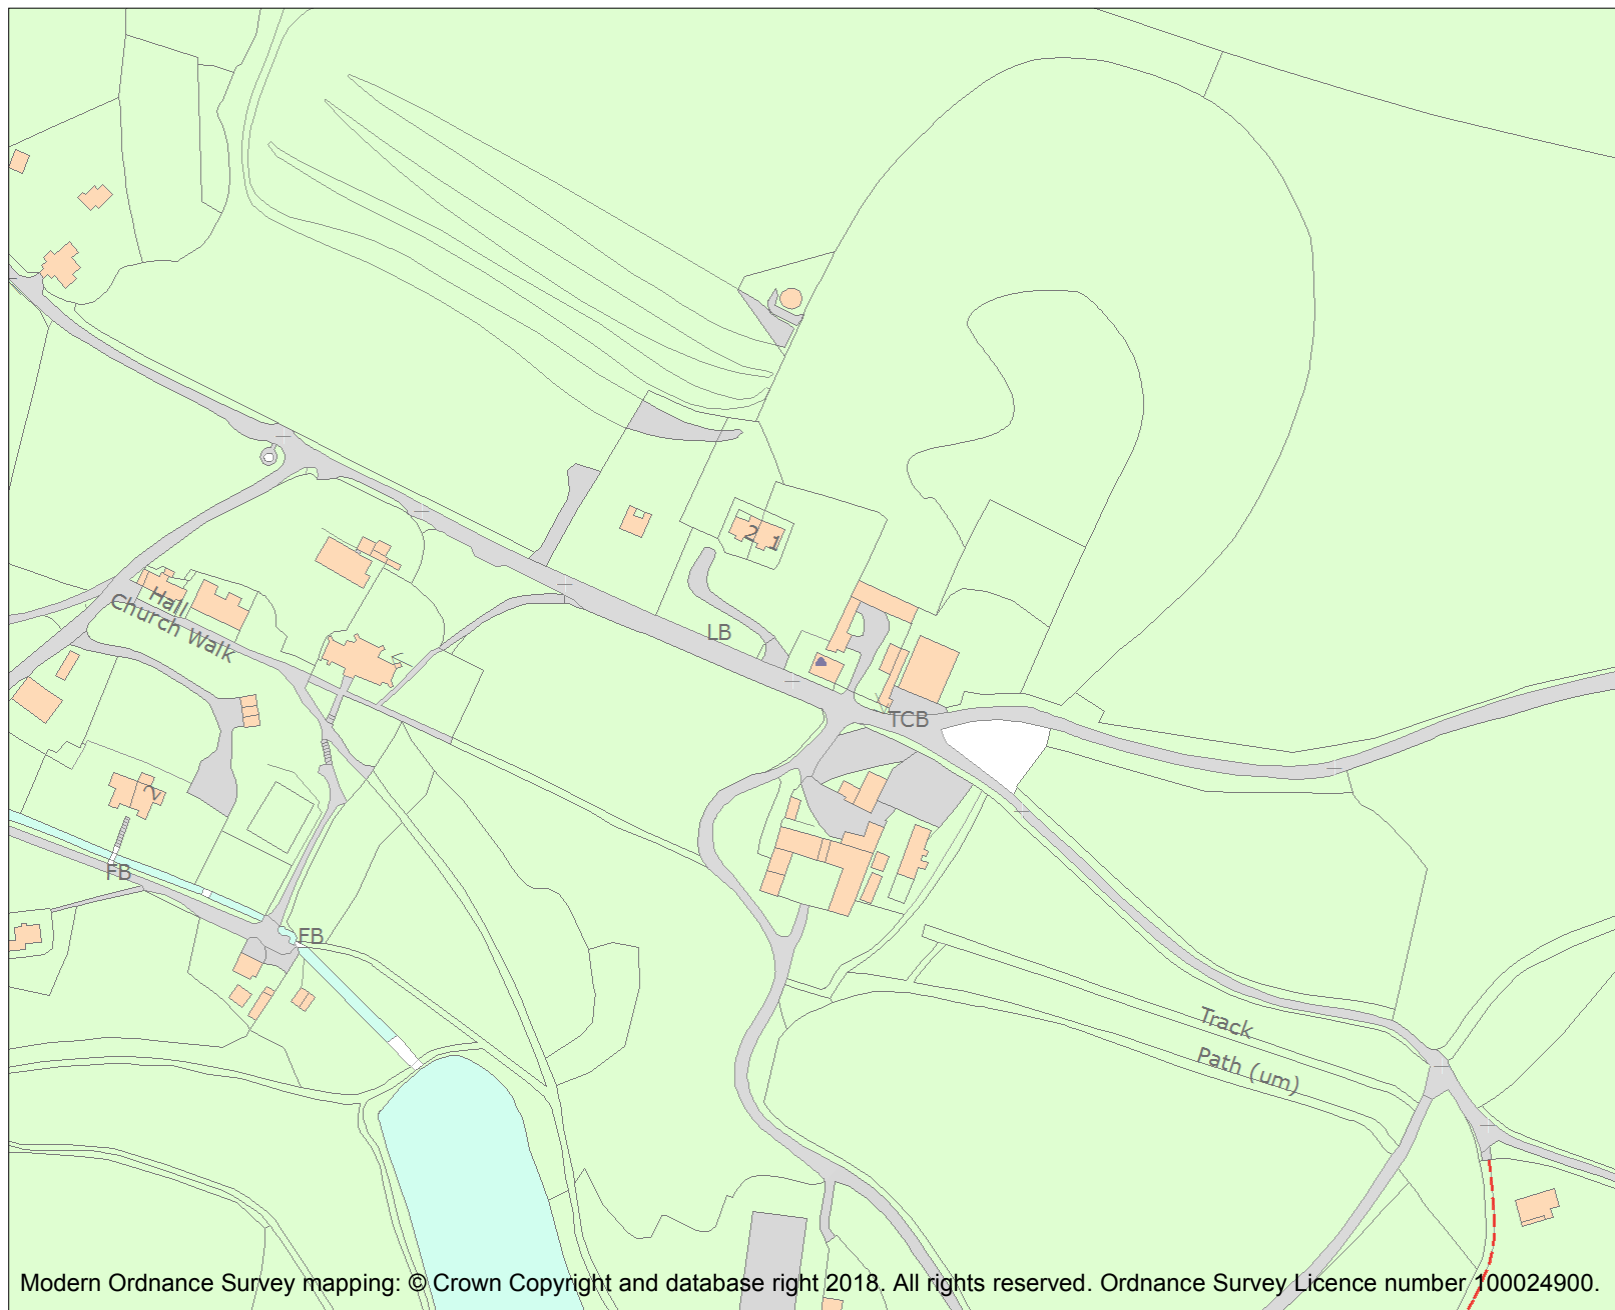 2 1
LB
Hall
Church Walk
TCB
2
FB
FB
Track
Path (um)
Modern Ordnance Survey mapping: © Crown Copyright and database right 2018. All rights reserved. Ordnance Survey Licence number 100024900.